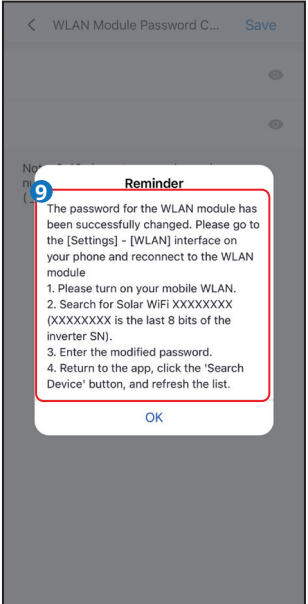 WLAN Module Password C... Save
Reminder
9
The password for the WLAN module has
been successfully changed. Please go to
the [Settings] - [WLAN] interface on
your phone and reconnect to the WLAN
module
1. Please turn on your mobile WLAN.
2. Search for Solar WiFi XXXXXXXX
(XXXXXXXX is the last 8 bits of the
inverter SN).
3. Enter the modified password.
4. Return to the app, click the 'Search
Device' button, and refresh the list.
OK